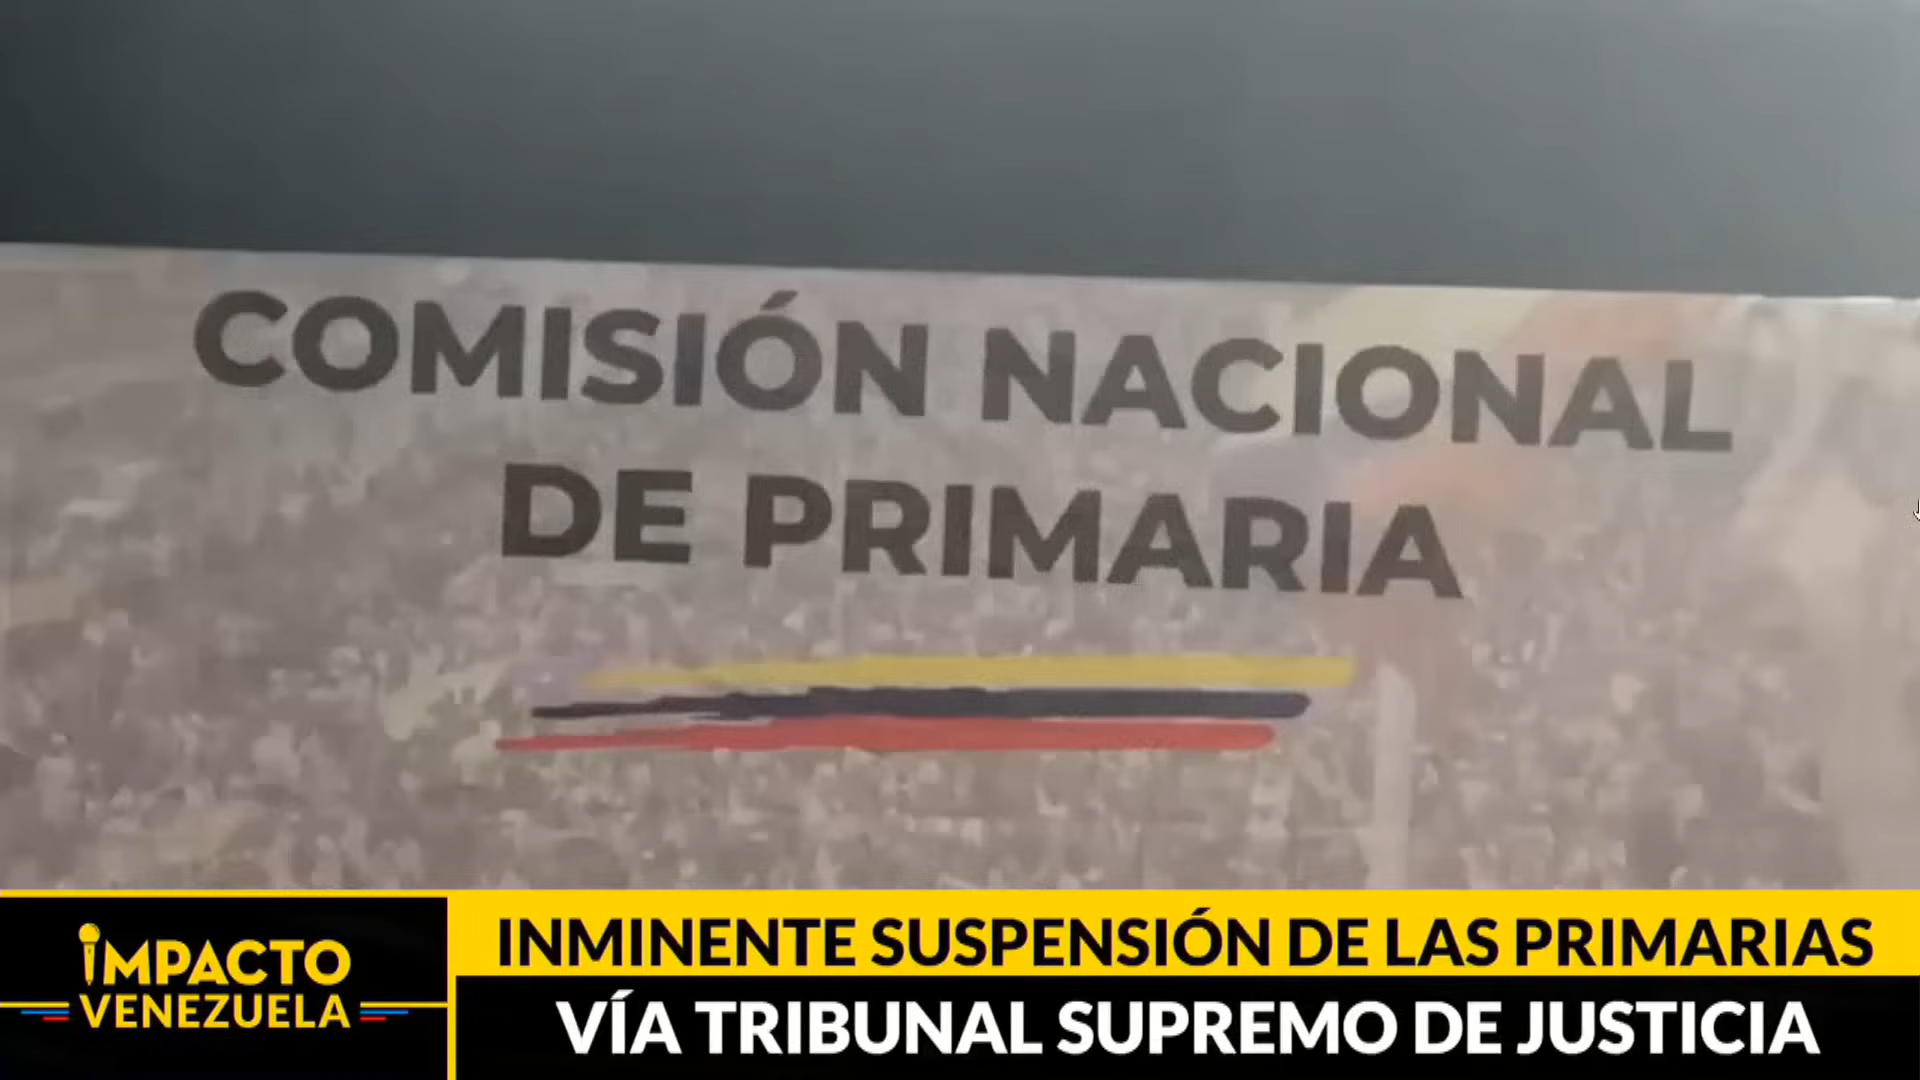 COMISIÓN NACIONAL
DE PRIMARIA
IMPACTO
VENEZUELA
INMINENTE SUSPENSIÓN DE LAS PRIMARIAS
VÍA TRIBUNAL SUPREMO DE JUSTICIA